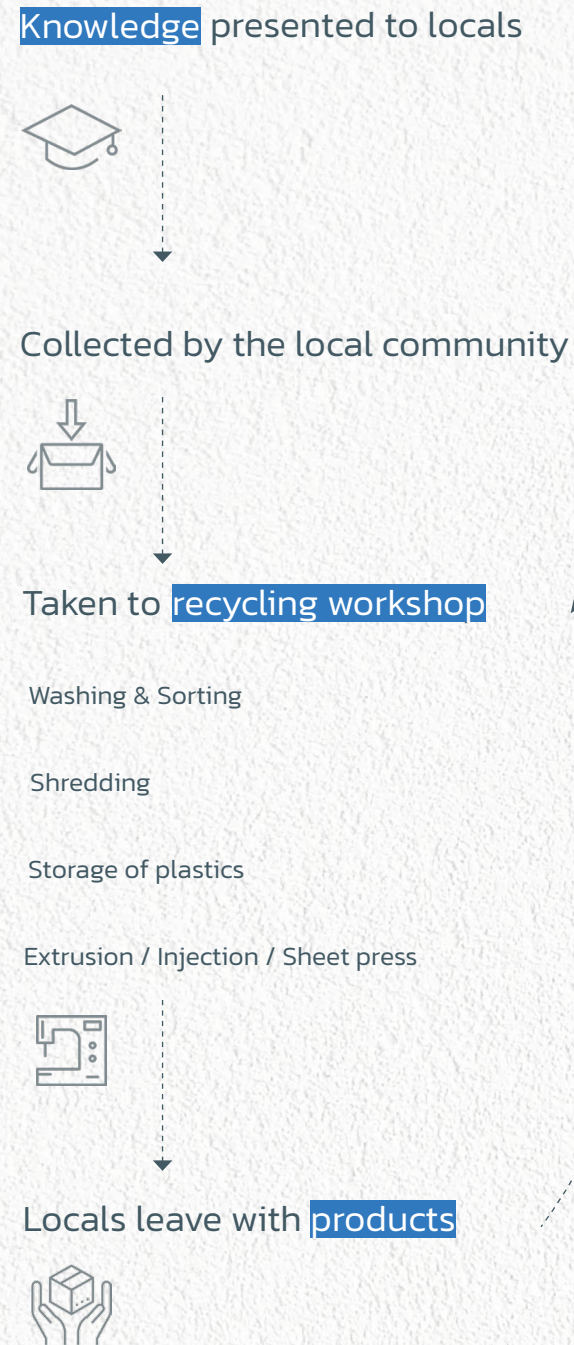 Knowledge presented to locals
Collected by the local community
Taken to recycling workshop
Washing & Sorting
Shredding
Storage of plastics
Extrusion / Injection / Sheet press
Locals leave with products